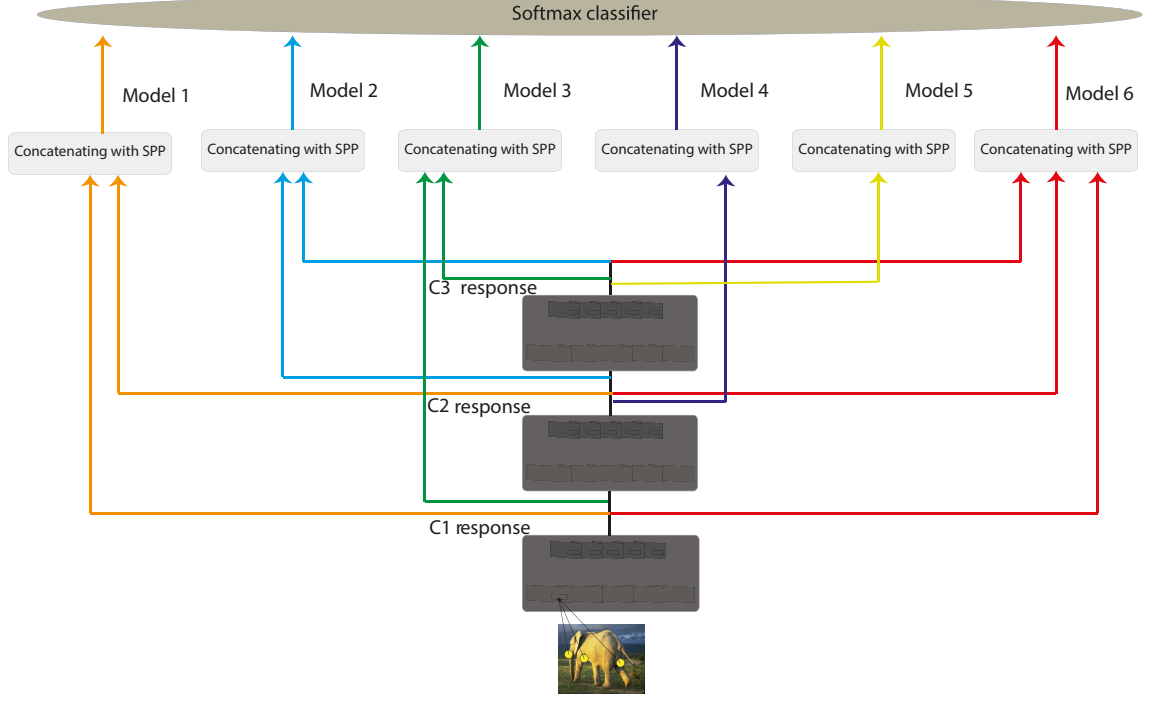 Softmax classifier
Model 1
Model 2
Model 3
Model 4
Model 5
Model 6
Concatenating with SPP
Concatenating with SPP
Concatenating with SPP
Concatenating with SPP
Concatenating with SPP
Concatenating with SPP
C3 response
C2 response
C1 response